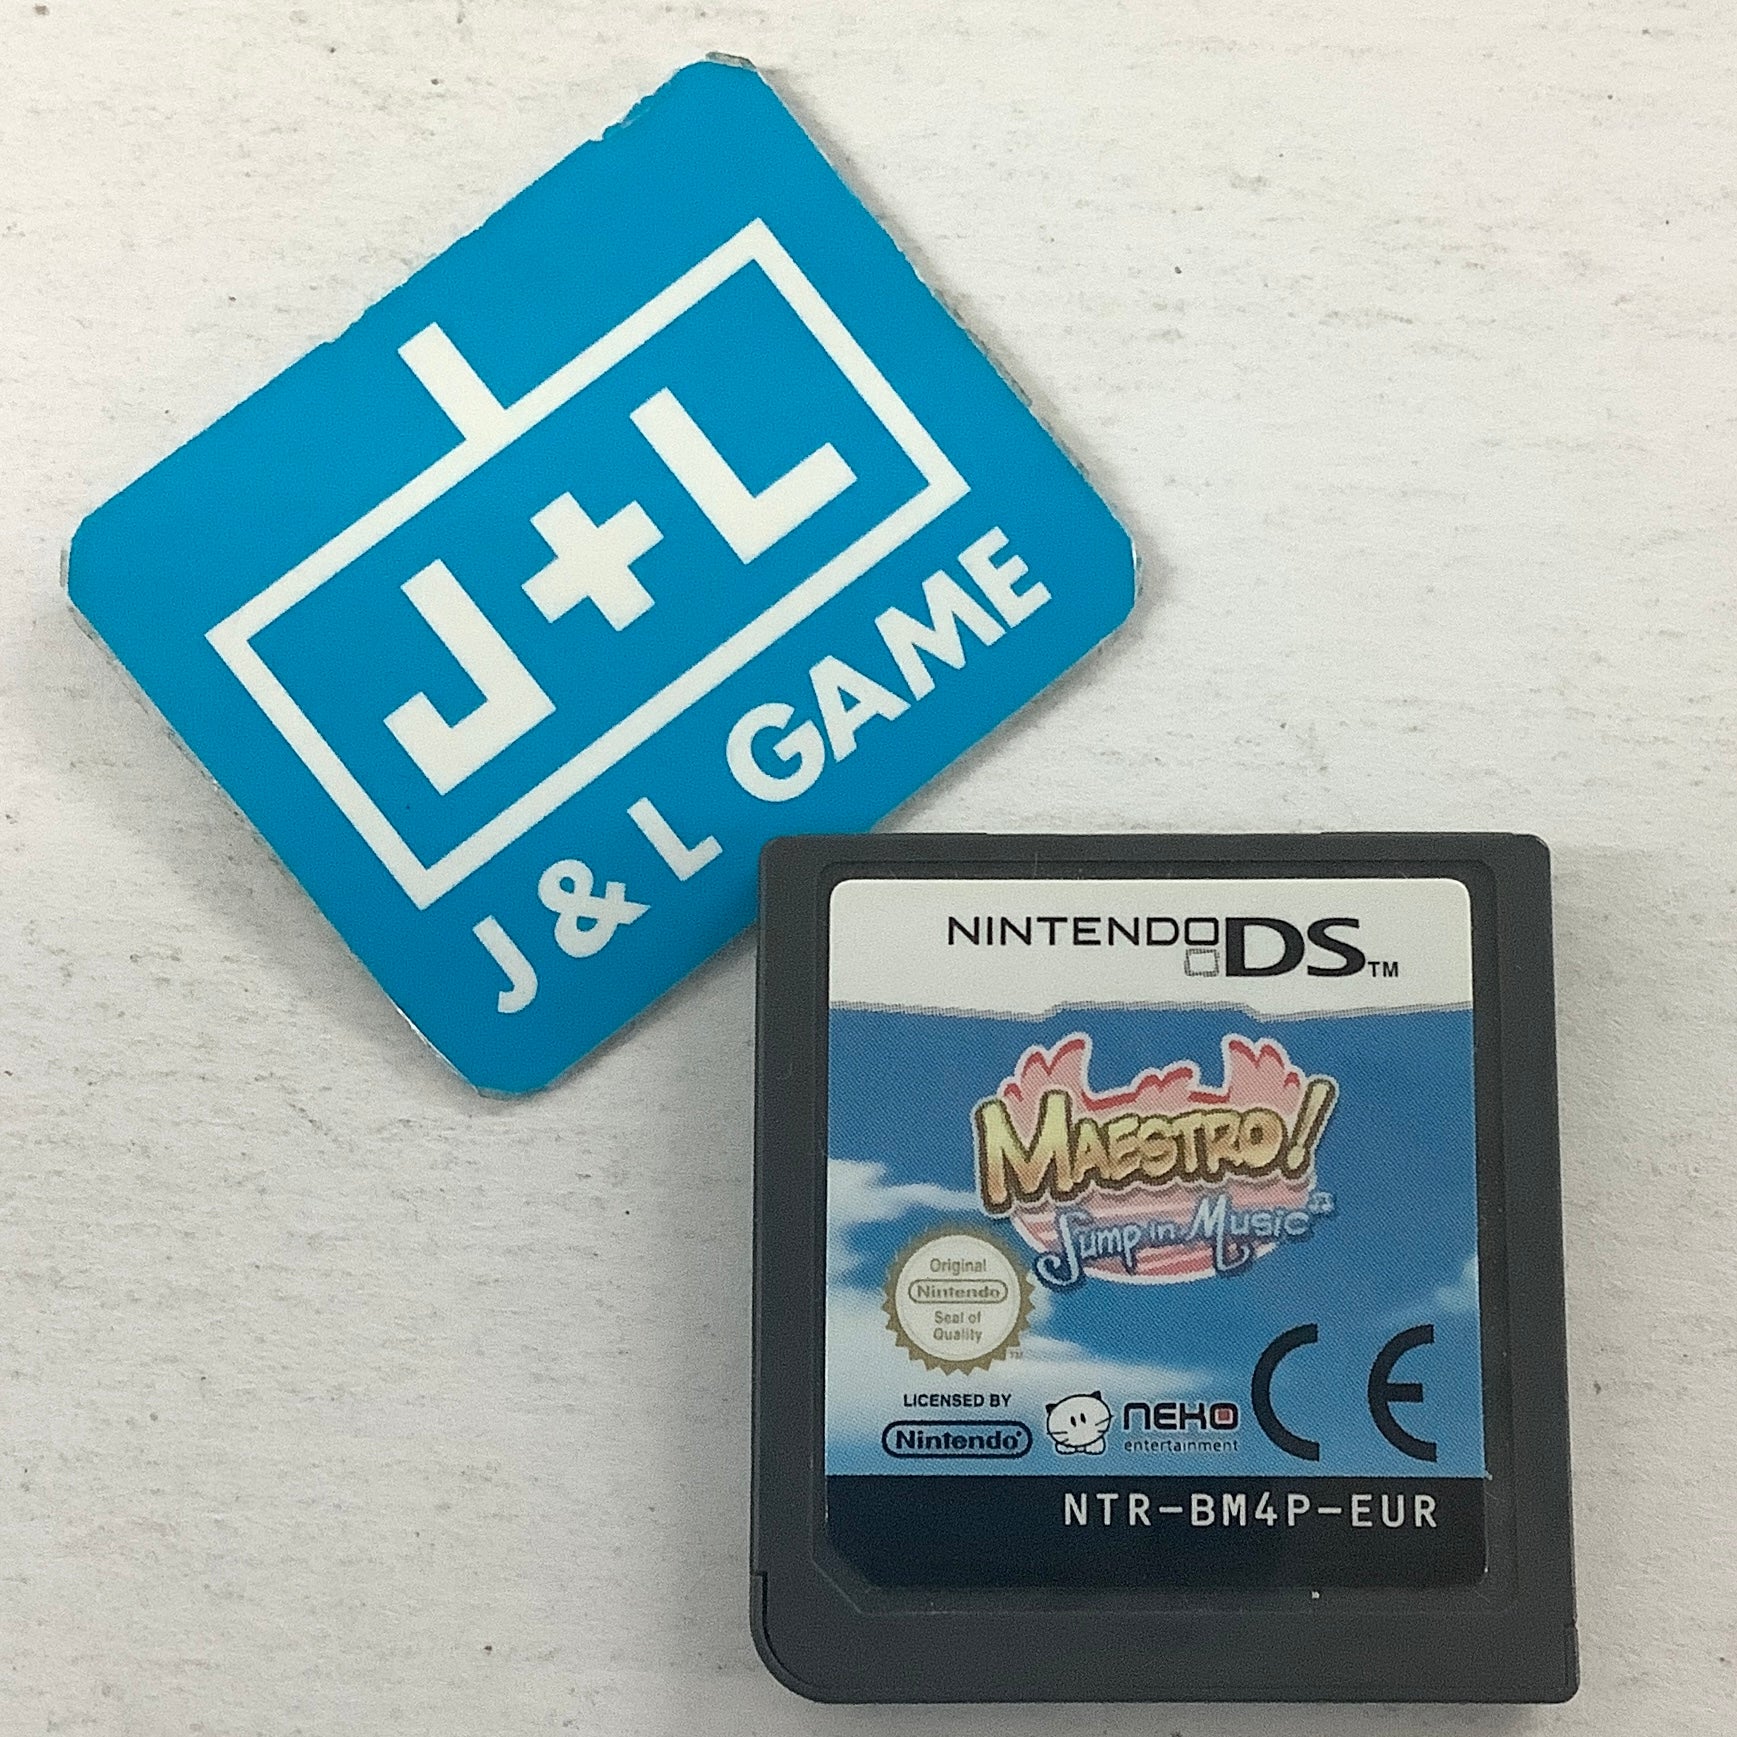 J+L
J & L GAME
NINTENDO DS™
MAESTRO!
Jump in Music
Original
Nintendo
Seal of
Quality
™
LICENSED BY
Nintendo
neko
entertainment
CE
NTR-BM4P-EUR